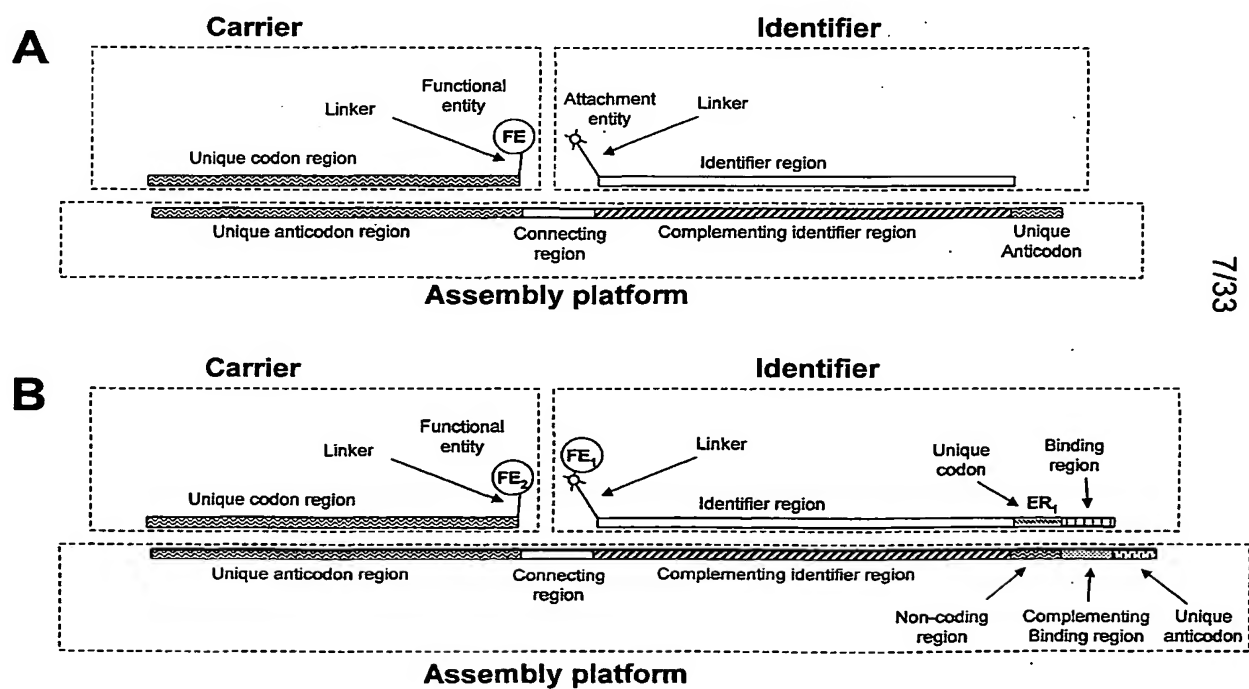 A
Carrier
Identifier
Functional
entity
Linker
FE
Attachment
entity
Linker
Unique codon region
Identifier region
Unique anticodon region
Connecting
region
Complementing identifier region
Unique
Anticodon
Assembly platform
7/33
B
Carrier
Identifier
Functional
entity
Linker
FE2
FE1
Linker
Unique
codon
Binding
region
Unique codon region
Identifier region
ER1
Unique anticodon region
Connecting
region
Complementing identifier region
Non-coding
region
Complementing
Binding region
Unique
anticodon
Assembly platform